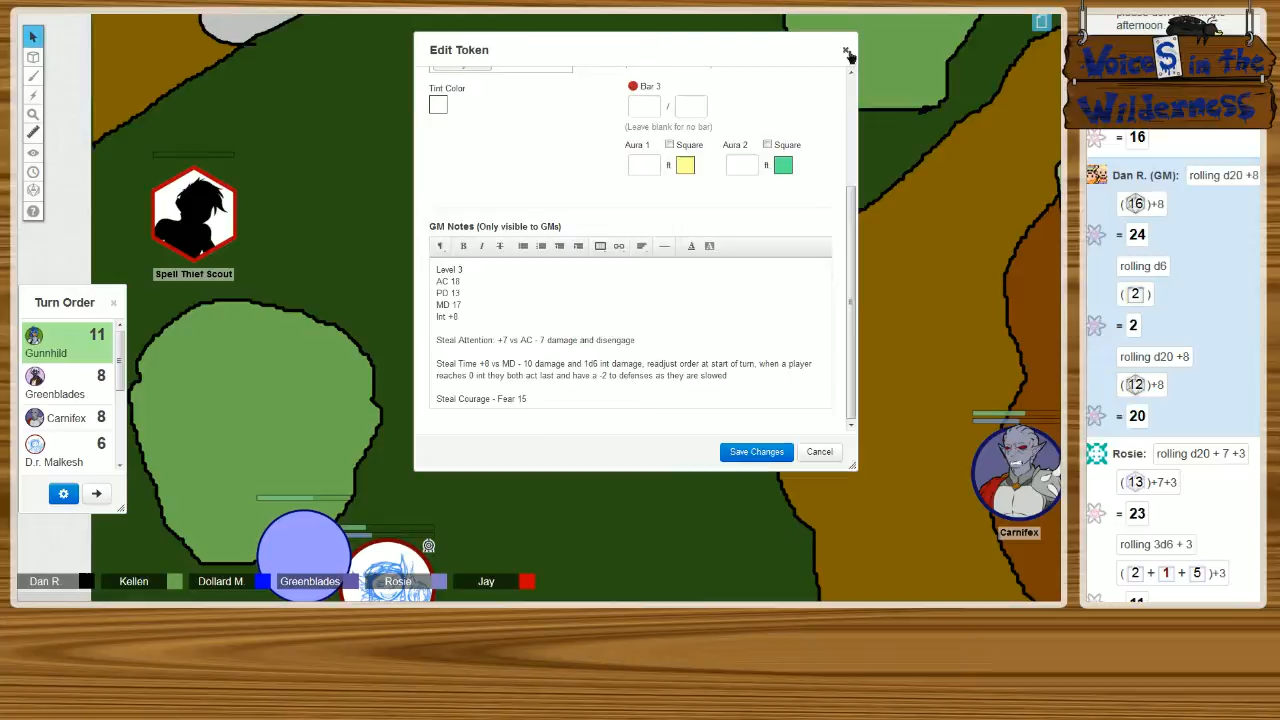 afternoon
VoiceS in the
Wilderness
Edit Token
×
Tint Color
Bar 3
/
(Leave blank for no bar)
Aura 1 Square Aura 2 Square
ft ft
GM Notes (Only visible to GMs)
Level 3
AC 18
PD 13
MD 17
Int +8
Steal Attention: +7 vs AC - 7 damage and disengage
Steal Time +8 vs MD - 10 damage and 1d6 int damage, readjust order at start of turn, when a player
reaches 0 int they both act last and have a -2 to defenses as they are slowed
Steal Courage - Fear 15
Save Changes Cancel
Spell Thief Scout
Turn Order ×
11
Gunnhild
8
Greenblades
Carnifex 8
6
D.r. Malkesh
Carnifex
Dan R. Kellen Dollard M. Greenblades Rosie Jay
= 16
Dan R. (GM): rolling d20 +8
(16)+8
= 24
rolling d6
(2)
= 2
rolling d20 +8
(12)+8
= 20
Rosie: rolling d20 + 7 +3
(13)+7+3
= 23
rolling 3d6 + 3
(2 + 1 + 5)+3